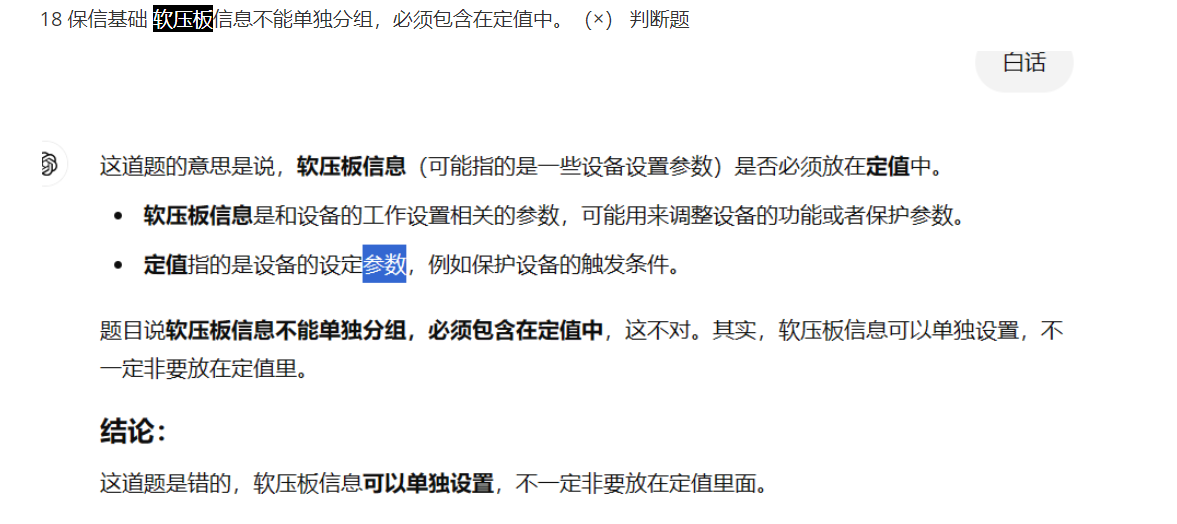 18 保信基础 软压板信息不能单独分组，必须包含在定值中。（×） 判断题
白话
这道题的意思是说，软压板信息（可能指的是一些设备设置参数）是否必须放在定值中。
• 软压板信息是和设备的工作设置相关的参数，可能用来调整设备的功能或者保护参数。
• 定值指的是设备的设定参数，例如保护设备的触发条件。
题目说软压板信息不能单独分组，必须包含在定值中，这不对。其实，软压板信息可以单独设置，不
一定非要放在定值里。
结论：
这道题是错的，软压板信息可以单独设置，不一定非要放在定值里面。